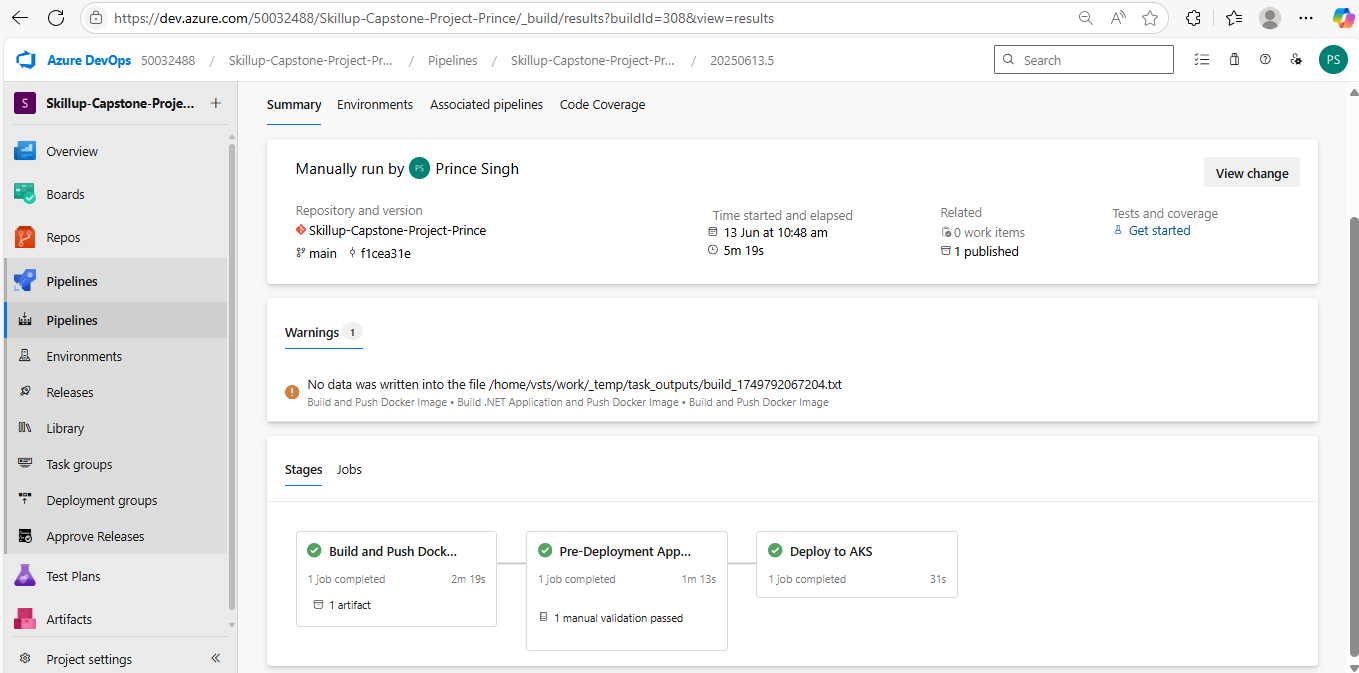 https://dev.azure.com/50032488/Skillup-Capstone-Project-Prince/_build/results?buildId=308&view=results
Azure DevOps 50032488 / Skillup-Capstone-Project-Pr... / Pipelines / Skillup-Capstone-Project-Pr... / 20250613.5
Search
PS
S Skillup-Capstone-Proje... +
Overview
Boards
Repos
Pipelines
Pipelines
Environments
Releases
Library
Task groups
Deployment groups
Approve Releases
Test Plans
Artifacts
Project settings
Summary Environments Associated pipelines Code Coverage
Manually run by PS Prince Singh
View change
Repository and version
Skillup-Capstone-Project-Prince
main f1cea31e
Time started and elapsed
13 Jun at 10:48 am
5m 19s
Related
0 work items
1 published
Tests and coverage
Get started
Warnings 1
No data was written into the file /home/vsts/work/_temp/task_outputs/build_1749792067204.txt
Build and Push Docker Image • Build .NET Application and Push Docker Image • Build and Push Docker Image
Stages Jobs
Build and Push Dock...
1 job completed 2m 19s
1 artifact
Pre-Deployment App...
1 job completed 1m 13s
1 manual validation passed
Deploy to AKS
1 job completed 31s